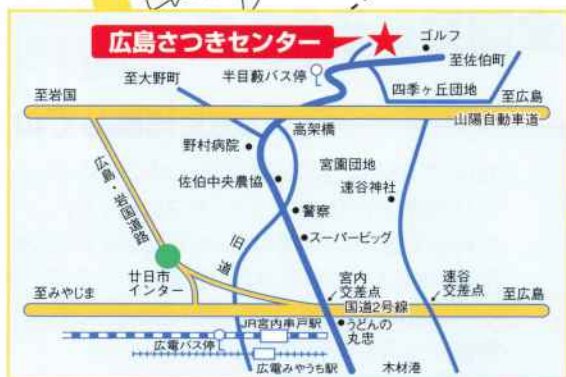 広島さつきセンター
ゴルフ
至佐伯町
至大野町
半目藪バス停
四季ヶ丘団地
至岩国
至広島
山陽自動車道
高架橋
野村病院
宮園団地
広島・岩国道路
佐伯中央農協
速谷神社
警察
スーパービッグ
旧道
廿日市
インター
宮内
交差点
速谷
交差点
至みやじま
国道2号線
至広島
JR宮内串戸駅
うどんの
丸忠
広電バス停
広電みやうち駅
木材港